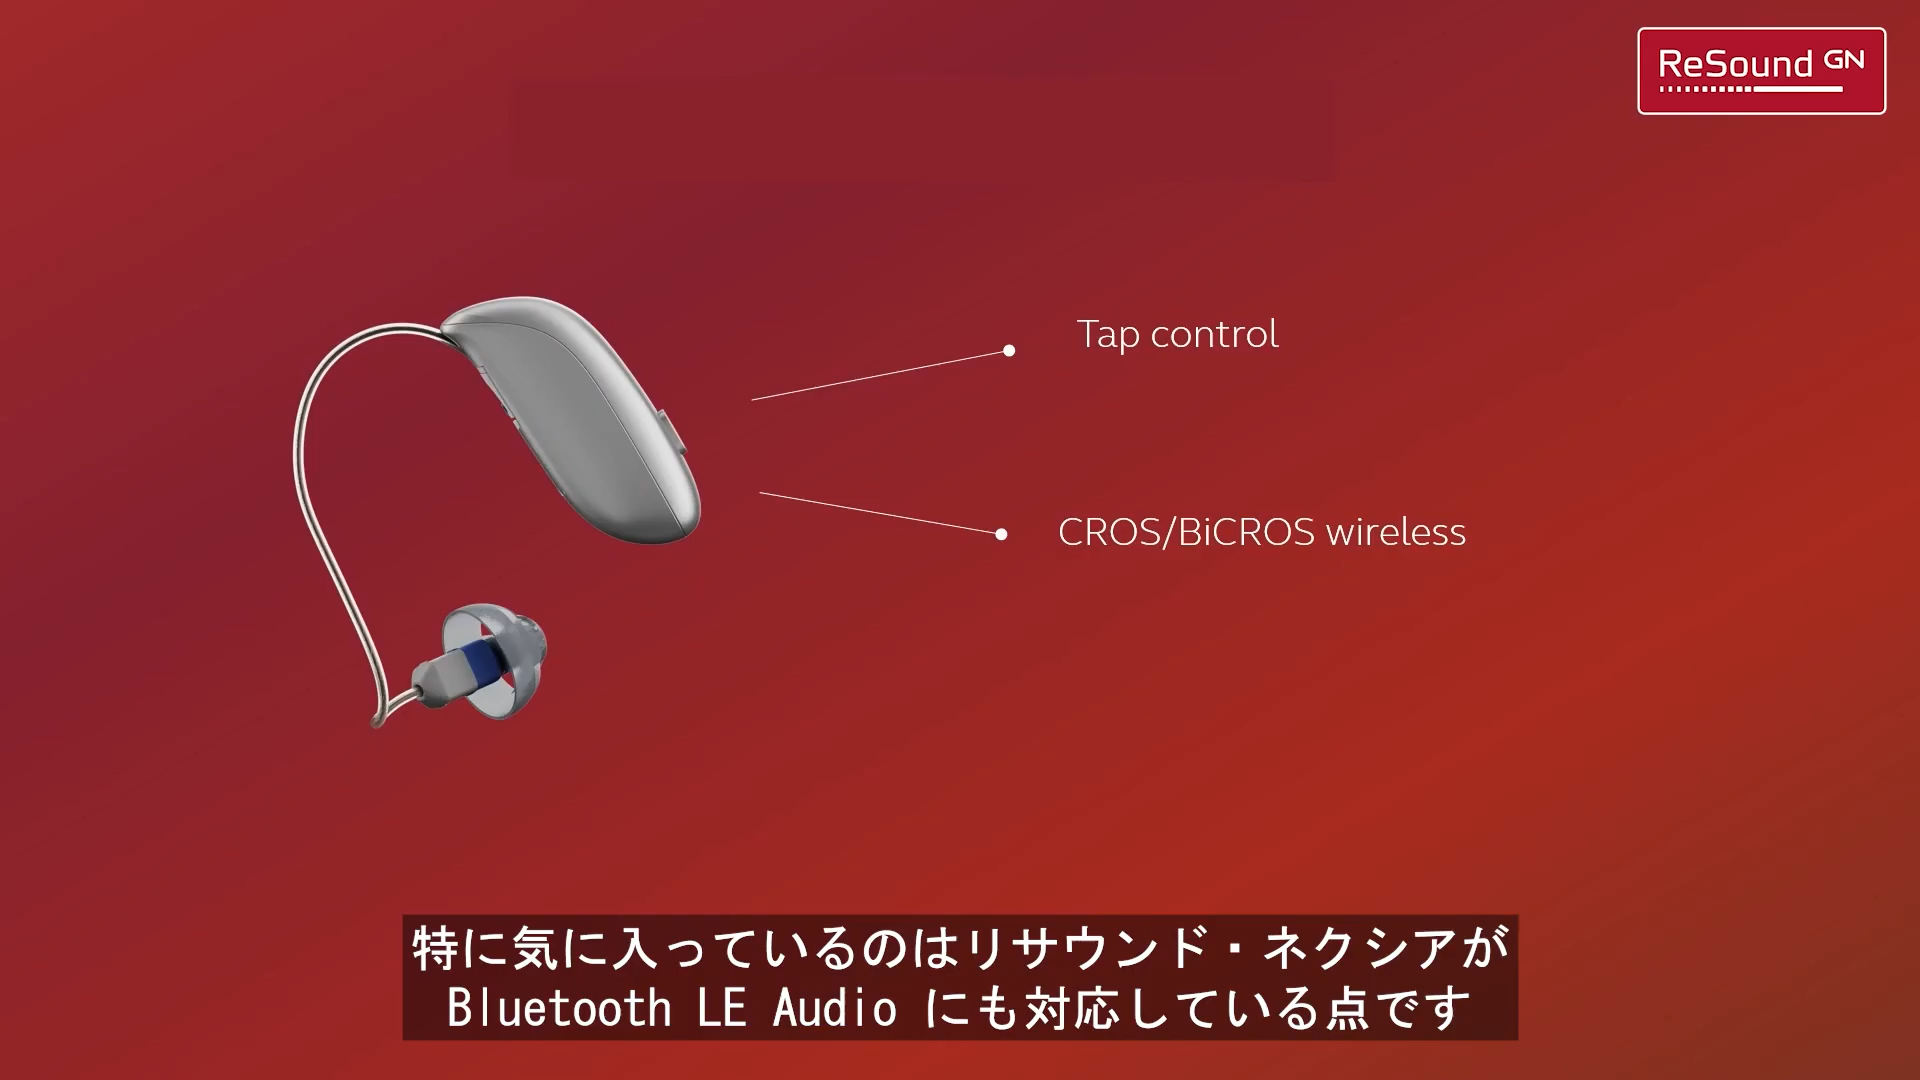 ReSound GN
Tap control
CROS/BiCROS wireless
特に気に入っているのはリサウンド・ネクシアが
Bluetooth LE Audio にも対応している点です